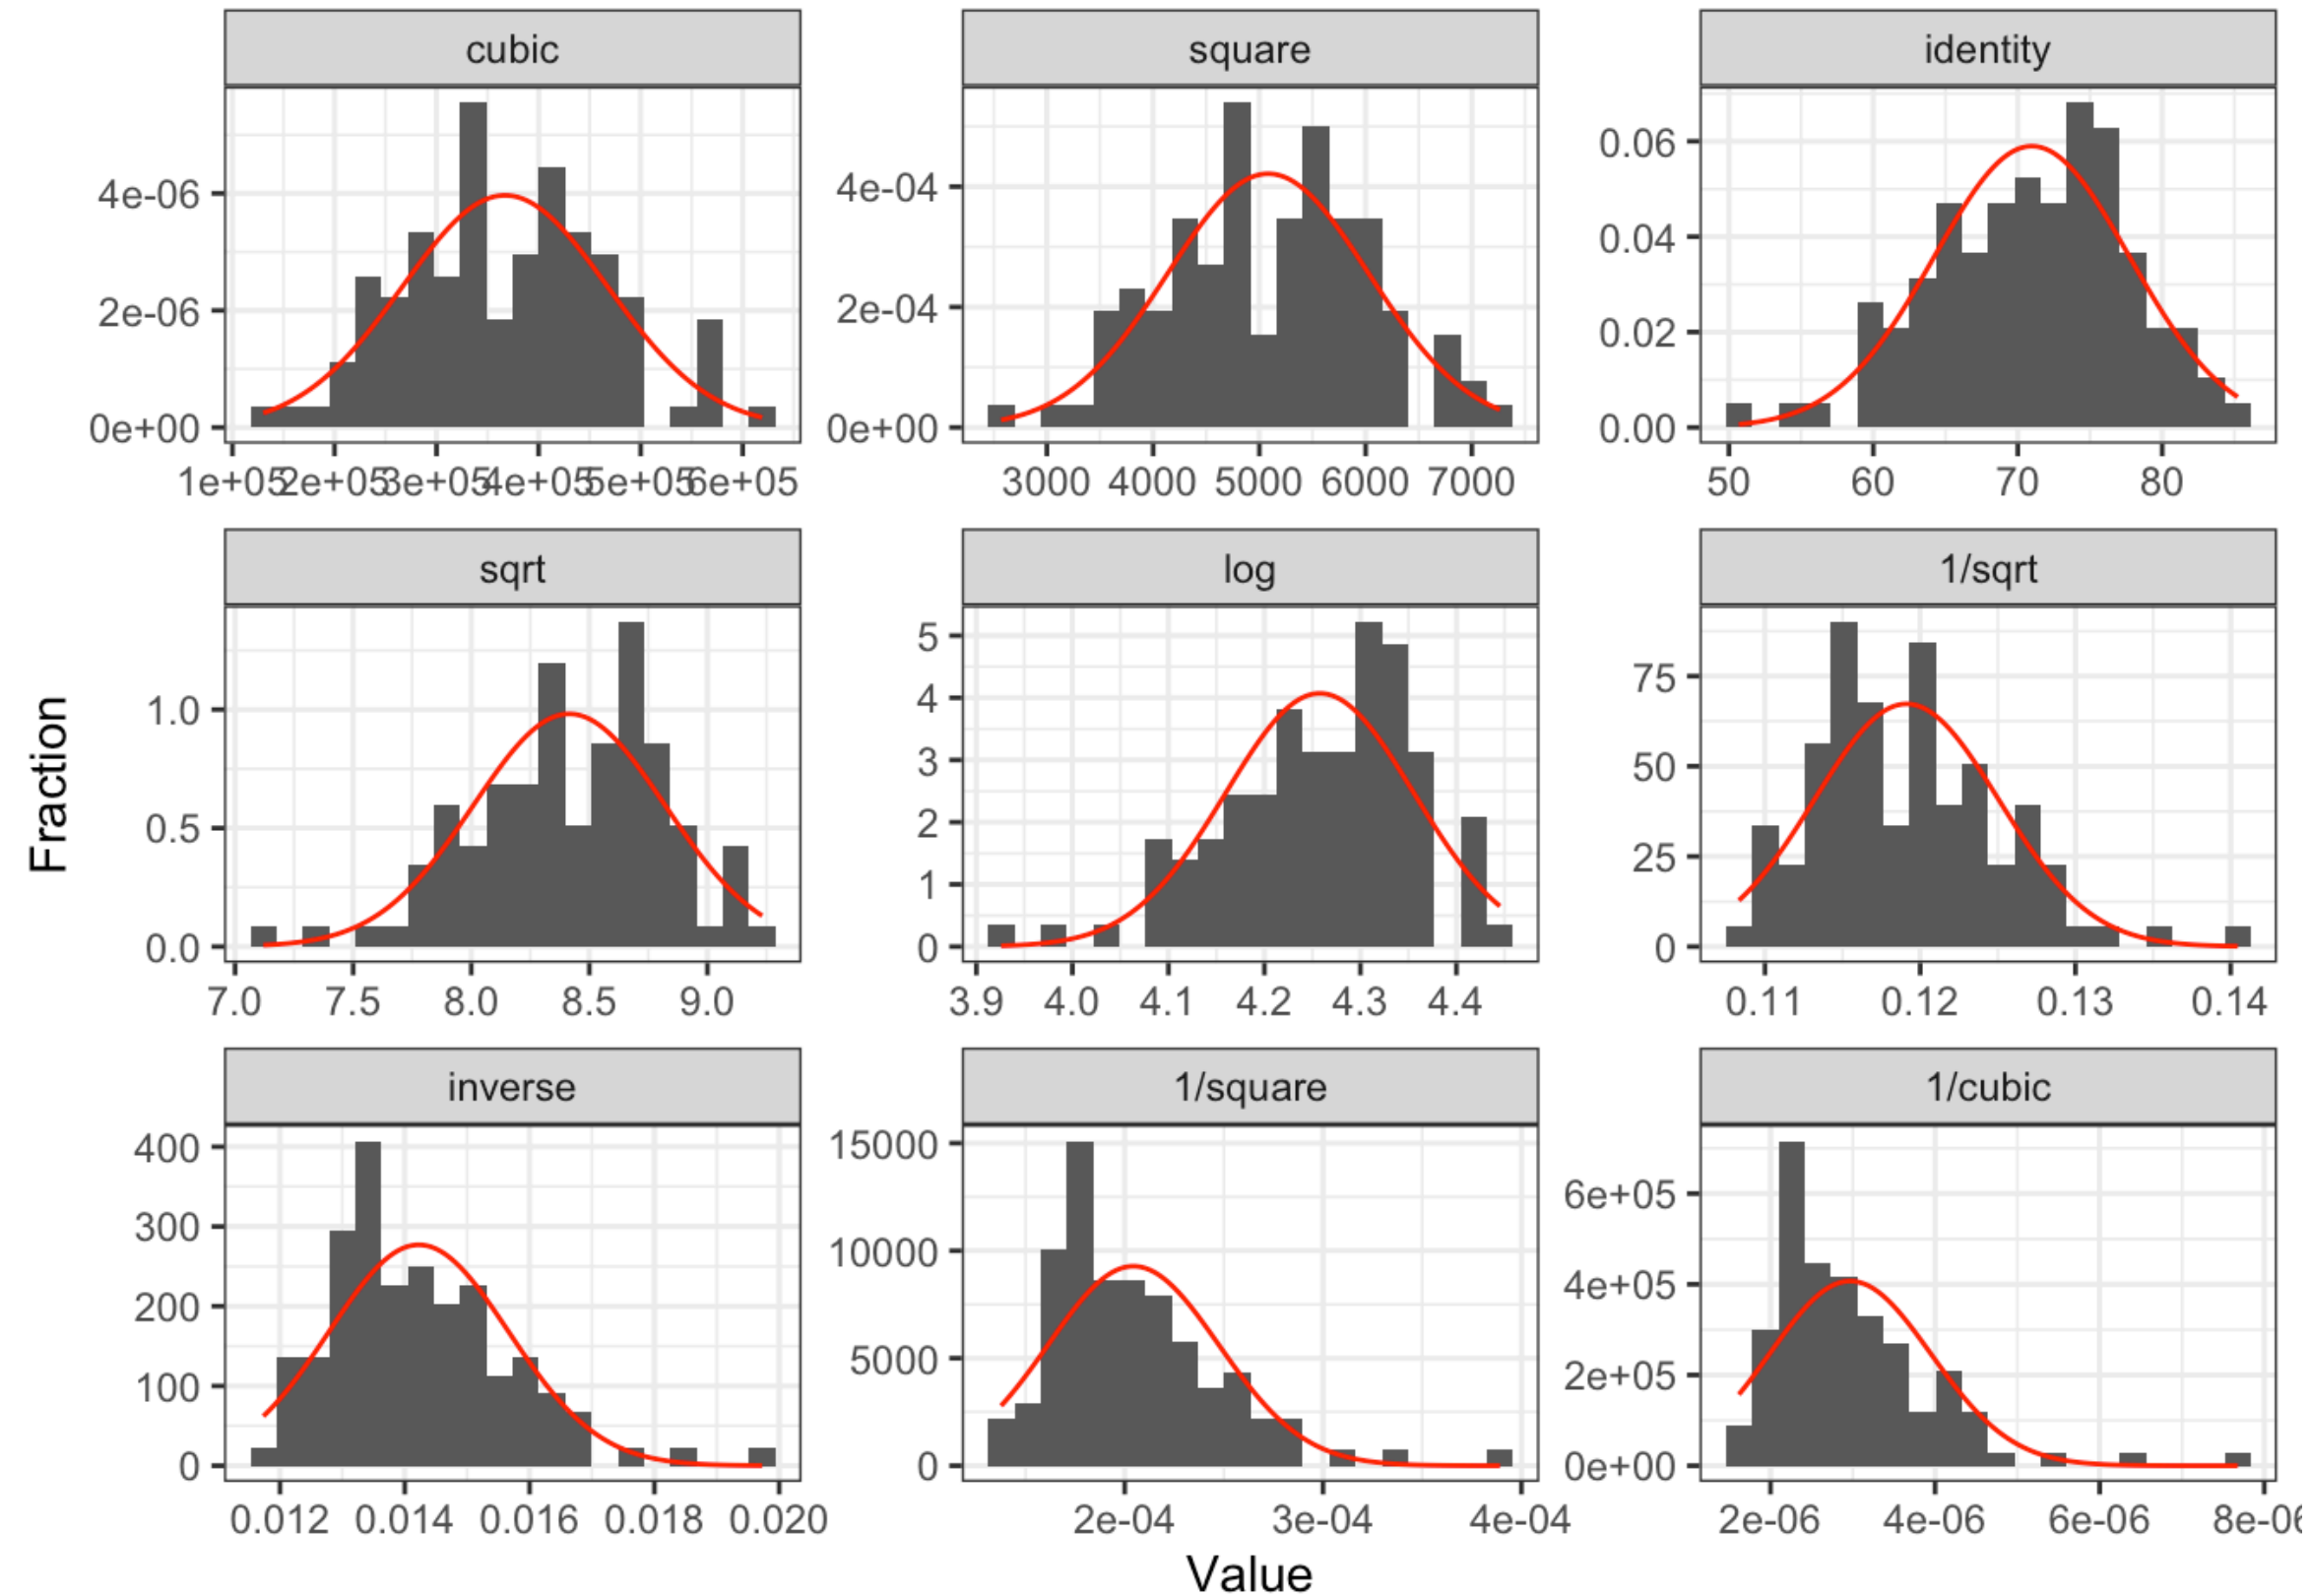 cubic square identity
4e-06
2e-06
0e+00
1e+05 2e+05 3e+05 4e+05 5e+05 6e+05
4e-04
2e-04
0e+00
3000 4000 5000 6000 7000
0.06
0.04
0.02
0.00
50 60 70 80
sqrt log 1/sqrt
1.0
0.5
0.0
7.0 7.5 8.0 8.5 9.0
5
4
3
2
1
0
3.9 4.0 4.1 4.2 4.3 4.4
75
50
25
0
0.11 0.12 0.13 0.14
Fraction
inverse 1/square 1/cubic
400
300
200
100
0
0.012 0.014 0.016 0.018 0.020
15000
10000
5000
0
2e-04 3e-04 4e-04
6e+05
4e+05
2e+05
0e+00
2e-06 4e-06 6e-06
Value